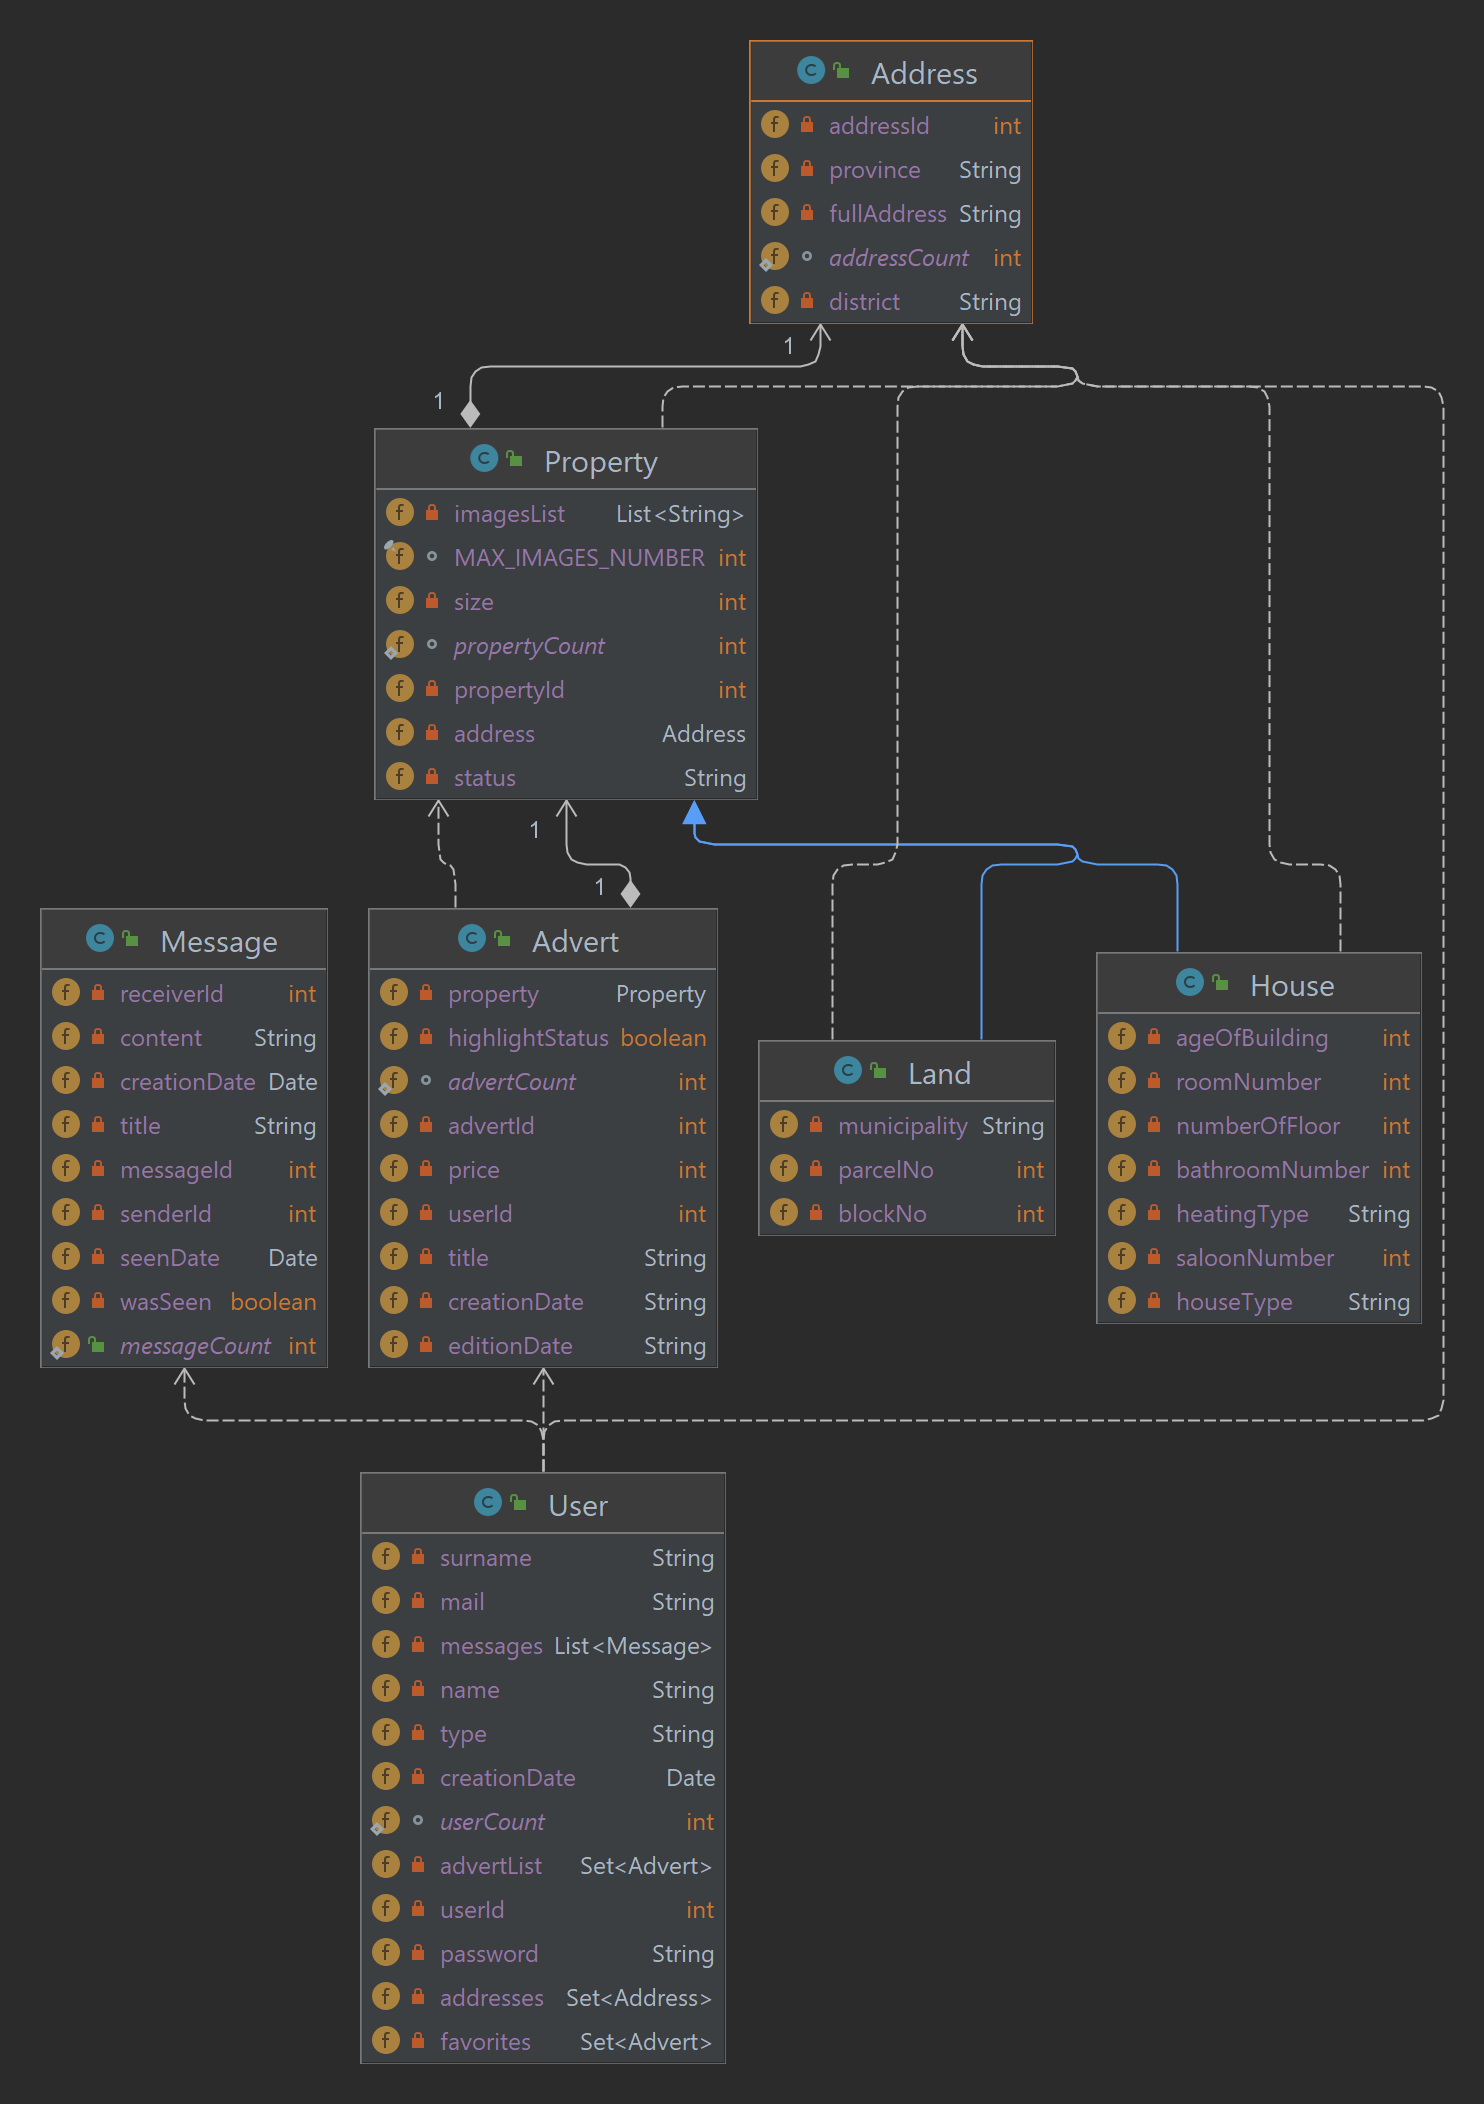 Address
addressId int
province String
fullAddress String
addressCount int
district String
1
1
Property
imagesList List<String>
MAX_IMAGES_NUMBER int
size int
propertyCount int
propertyId int
address Address
status String
1
1
Message
receiverId int
content String
creationDate Date
title String
messageId int
senderId int
seenDate Date
wasSeen boolean
messageCount int
Advert
property Property
highlightStatus boolean
advertCount int
advertId int
price int
userId int
title String
creationDate String
editionDate String
Land
municipality String
parcelNo int
blockNo int
House
ageOfBuilding int
roomNumber int
numberOfFloor int
bathroomNumber int
heatingType String
saloonNumber int
houseType String
User
surname String
mail String
messages List<Message>
name String
type String
creationDate Date
userCount int
advertList Set<Advert>
userId int
password String
addresses Set<Address>
favorites Set<Advert>